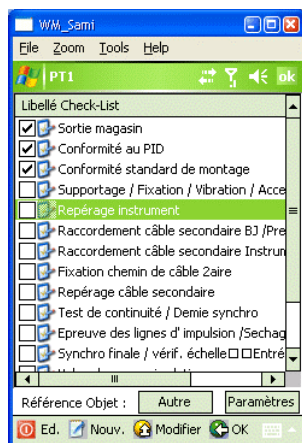 WM_Sami
File Zoom Tools Help
PT1 ok
Libellé Check-List
Sortie magasin
Conformité au PID
Conformité standard de montage
Supportage / Fixation / Vibration / Acce
Repérage instrument
Raccordement câble secondaire BJ /Pre
Raccordement câble secondaire Instrun
Fixation chemin de câble 2aire
Repérage câble secondaire
Test de continuité / Demie synchro
Epreuve des lignes d' impulsion /Sechag
Synchro finale / vérif. échelle□□Entré
Référence Objet : Autre Paramètres
Ed. Nouv. Modifier OK